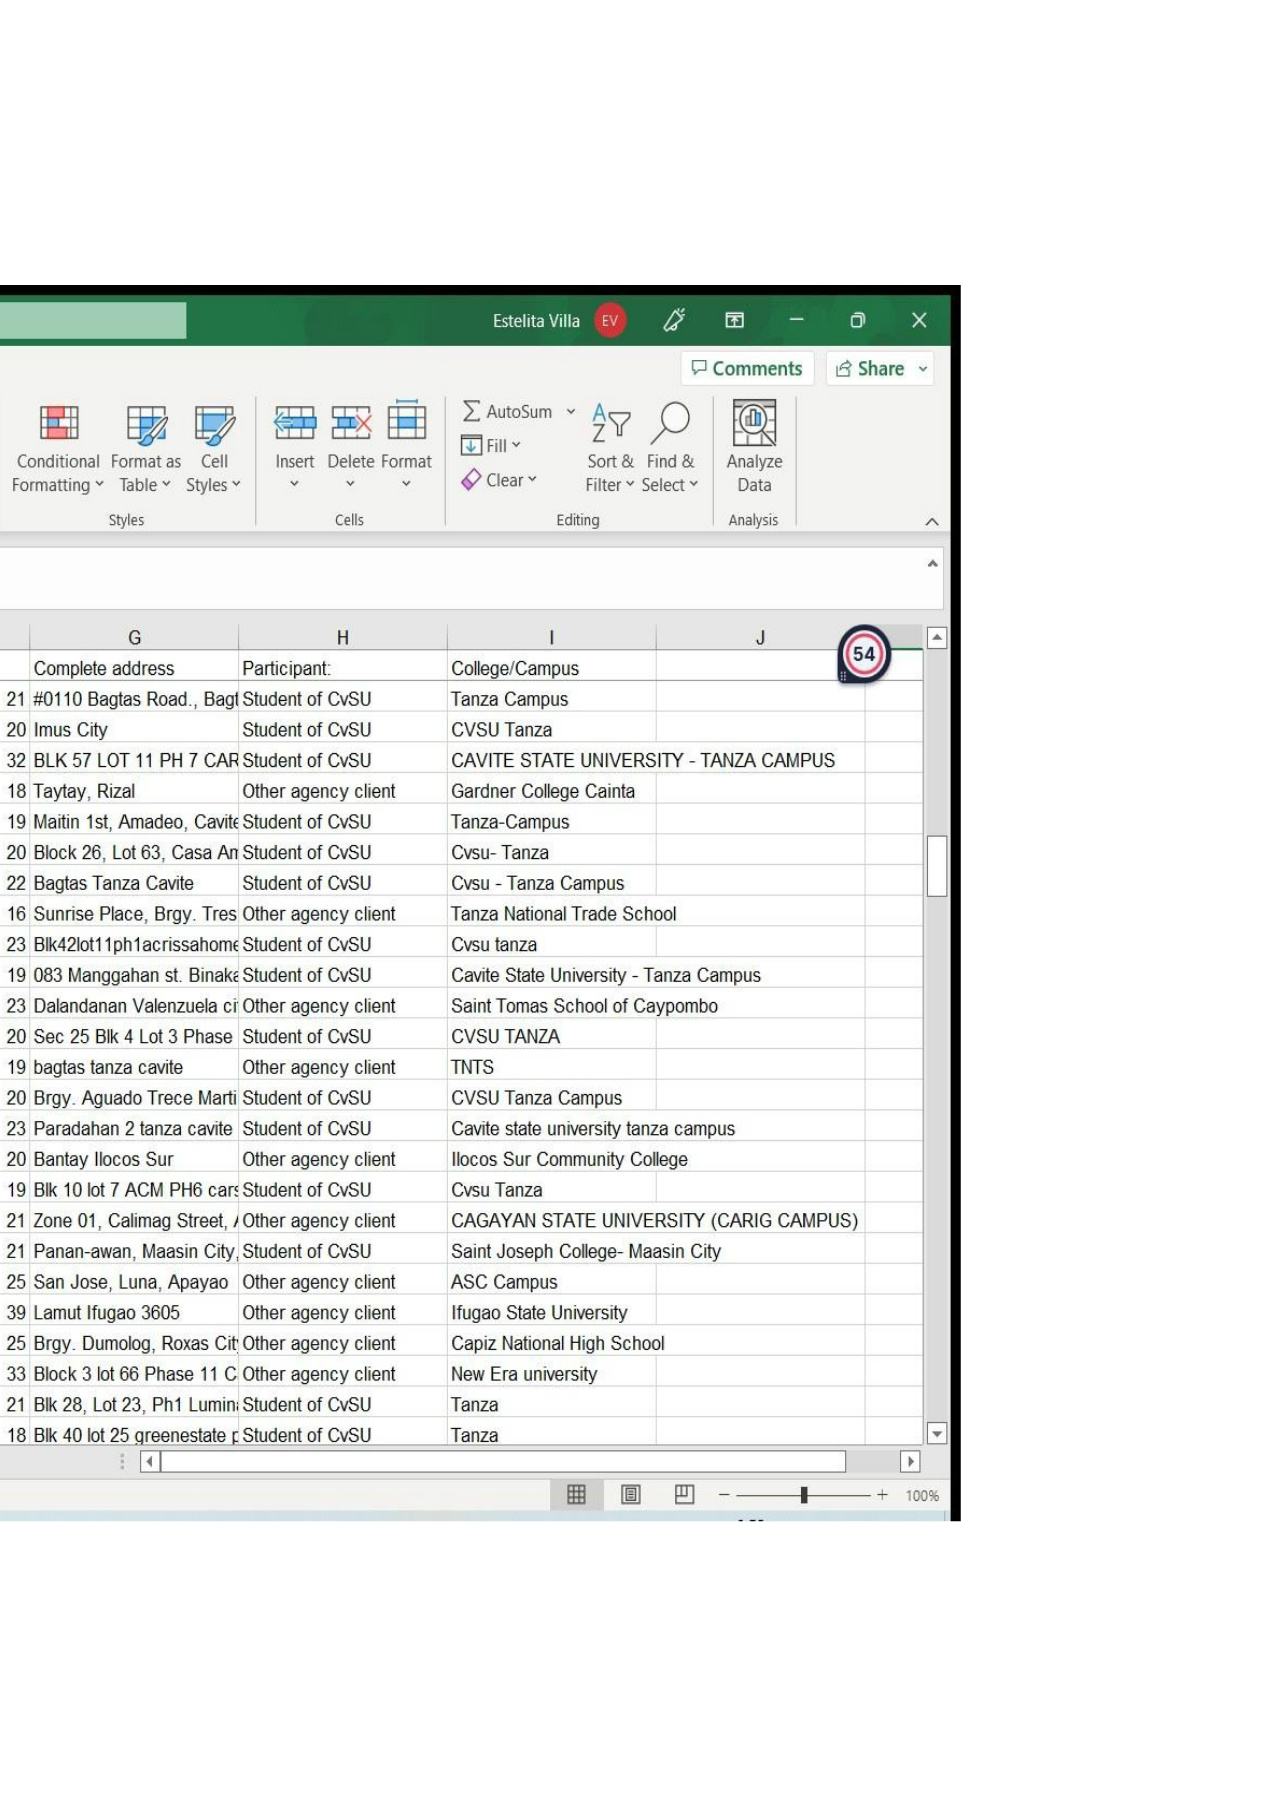 Estelita Villa EV
Comments Share
AutoSum
Fill
Conditional Format as Cell Insert Delete Format Sort & Find & Analyze
Formatting Table Styles Clear Filter Select Data
Styles Cells Editing Analysis
G H I J
54
Complete address Participant: College/Campus
21 #0110 Bagtas Road., Bagt Student of CvSU Tanza Campus
20 Imus City Student of CvSU CVSU Tanza
32 BLK 57 LOT 11 PH 7 CAR Student of CvSU CAVITE STATE UNIVERSITY - TANZA CAMPUS
18 Taytay, Rizal Other agency client Gardner College Cainta
19 Maitin 1st, Amadeo, Cavite Student of CvSU Tanza-Campus
20 Block 26, Lot 63, Casa Am Student of CvSU Cvsu- Tanza
22 Bagtas Tanza Cavite Student of CvSU Cvsu - Tanza Campus
16 Sunrise Place, Brgy. Tres Other agency client Tanza National Trade School
23 Blk42lot11ph1acrissahome Student of CvSU Cvsu tanza
19 083 Manggahan st. Binaka Student of CvSU Cavite State University - Tanza Campus
23 Dalandanan Valenzuela ci Other agency client Saint Tomas School of Caypombo
20 Sec 25 Blk 4 Lot 3 Phase Student of CvSU CVSU TANZA
19 bagtas tanza cavite Other agency client TNTS
20 Brgy. Aguado Trece Marti Student of CvSU CVSU Tanza Campus
23 Paradahan 2 tanza cavite Student of CvSU Cavite state university tanza campus
20 Bantay Ilocos Sur Other agency client Ilocos Sur Community College
19 Blk 10 lot 7 ACM PH6 cars Student of CvSU Cvsu Tanza
21 Zone 01, Calimag Street, Other agency client CAGAYAN STATE UNIVERSITY (CARIG CAMPUS)
21 Panan-awan, Maasin City, Student of CvSU Saint Joseph College- Maasin City
25 San Jose, Luna, Apayao Other agency client ASC Campus
39 Lamut Ifugao 3605 Other agency client Ifugao State University
25 Brgy. Dumolog, Roxas City Other agency client Capiz National High School
33 Block 3 lot 66 Phase 11 C Other agency client New Era university
21 Blk 28, Lot 23, Ph1 Lumin Student of CvSU Tanza
18 Blk 40 lot 25 greenestate p Student of CvSU Tanza
100%